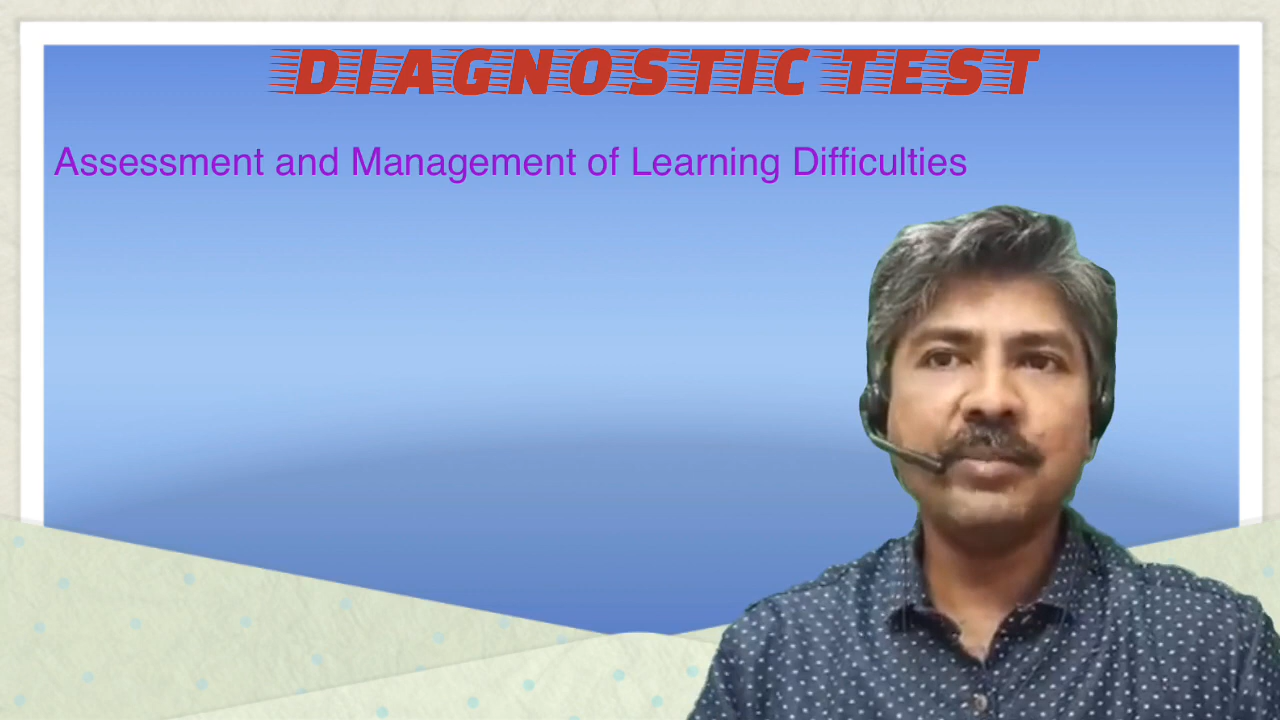 DIAGNOSTIC TEST
Assessment and Management of Learning Difficulties